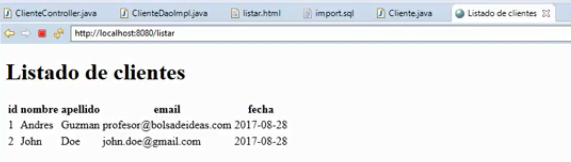 ClienteController.java ClienteDaoImpl.java listar.html import.sql Cliente.java Listado de clientes
http://localhost:8080/listar
Listado de clientes
id nombre apellido email fecha
1 Andres Guzman profesor@bolsadeideas.com 2017-08-28
2 John Doe john.doe@gmail.com 2017-08-28